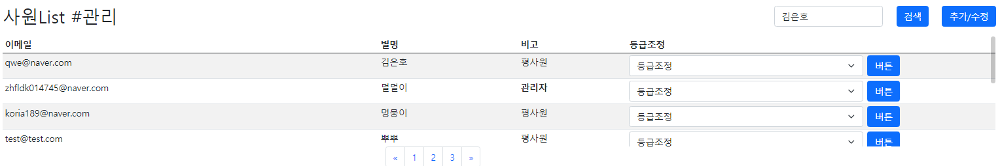 사원List #관리 김은호 검색 추가/수정
이메일 별명 비고 등급조정
qwe@naver.com 김은호 평사원 등급조정 버튼
zhfldk014745@naver.com 덜덜이 관리자 등급조정 버튼
koria189@naver.com 멍뭉이 평사원 등급조정 버튼
test@test.com 뿌뿌 평사원 등급조정 버튼
« 1 2 3 »